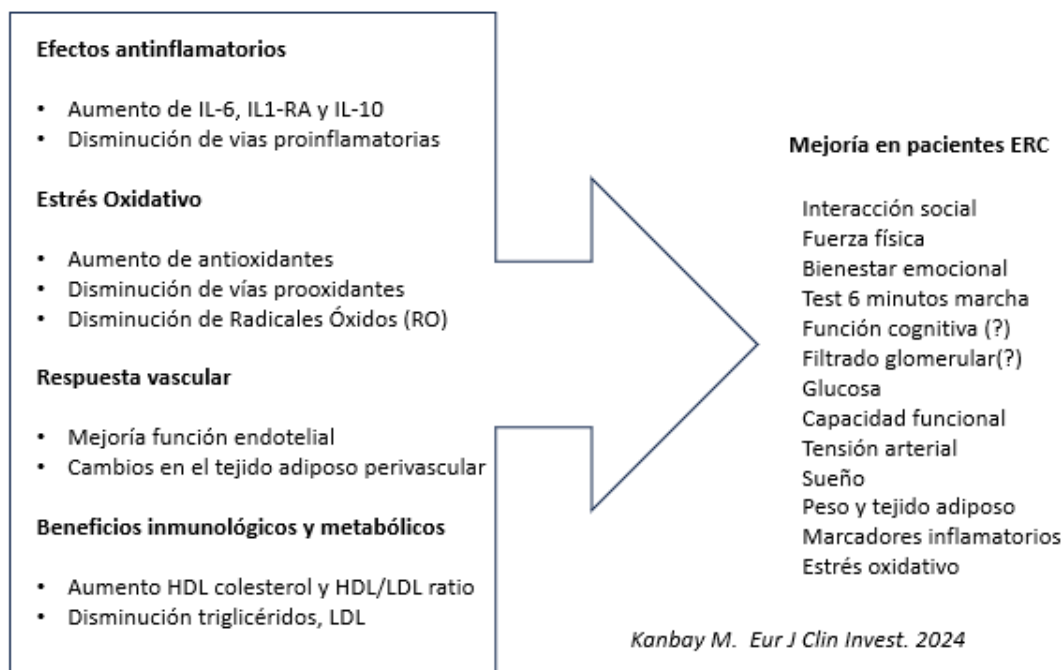 Efectos antinflamatorios
• Aumento de IL-6, IL1-RA y IL-10
• Disminución de vias proinflamatorias
Estrés Oxidativo
• Aumento de antioxidantes
• Disminución de vías prooxidantes
• Disminución de Radicales Óxidos (RO)
Respuesta vascular
• Mejoría función endotelial
• Cambios en el tejido adiposo perivascular
Beneficios inmunológicos y metabólicos
• Aumento HDL colesterol y HDL/LDL ratio
• Disminución triglicéridos, LDL
Mejoría en pacientes ERC
Interacción social
Fuerza física
Bienestar emocional
Test 6 minutos marcha
Función cognitiva (?)
Filtrado glomerular(?)
Glucosa
Capacidad funcional
Tensión arterial
Sueño
Peso y tejido adiposo
Marcadores inflamatorios
Estrés oxidativo
Kanbay M. Eur J Clin Invest. 2024